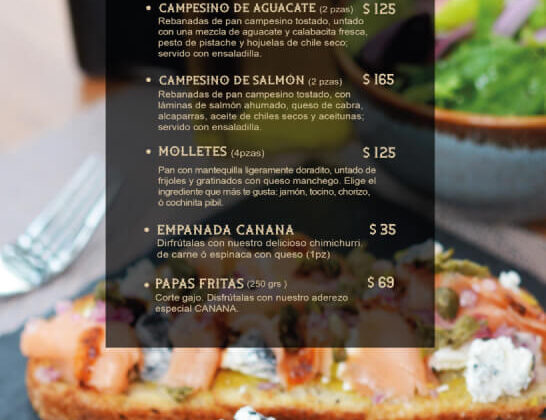 • CAMPESINO DE AGUACATE (2 pzas) $125
Rebanadas de pan campesino tostado, untado
con una mezcla de aguacate y calabacita fresca,
pesto de pistache y hojuelas de chile seco;
servido con ensaladilla.
• CAMPESINO DE SALMÓN (2 pzas) $165
Rebanadas de pan campesino tostado, con
láminas de salmón ahumado, queso de cabra,
alcaparras, aceite de chiles secos y aceitunas;
servido con ensaladilla.
• MOLLETES (4pzas) $125
Pan con mantequilla ligeramente doradito, untado de
frijoles y gratinados con queso manchego. Elige el
ingrediente que más te gusta: jamón, tocino, chorizo,
ó cochinita pibil.
• EMPANADA CANANA $35
Dirfrútalas con nuestro delicioso chimichurri.
de carne ó espinaca con queso (1pz)
• PAPAS FRITAS (250 grs ) $69
Corte gajo. Disfrútalas con nuestro aderezo
especial CANANA.